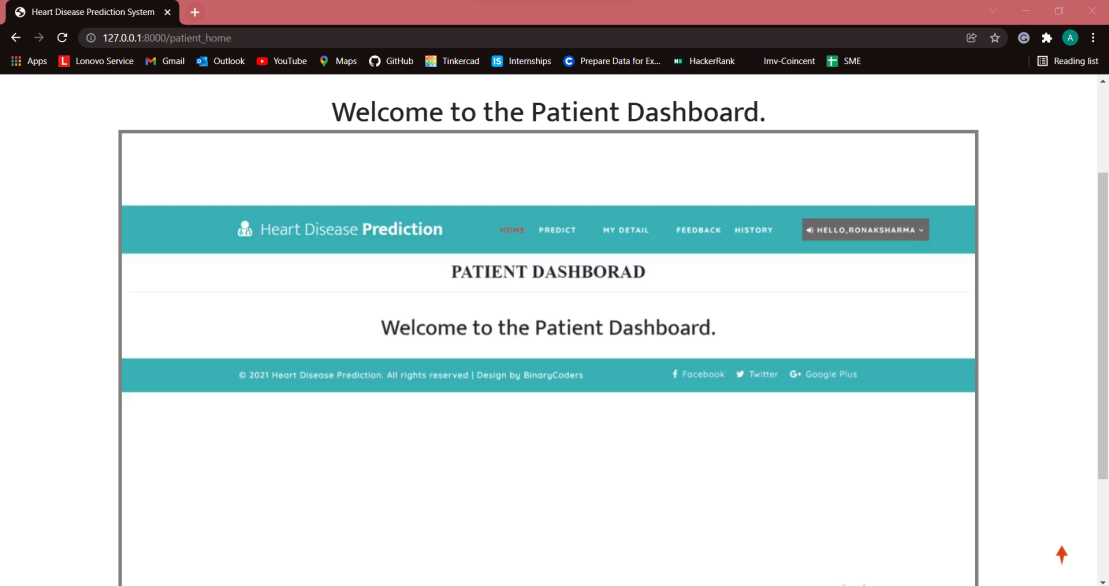 Heart Disease Prediction System
127.0.0.1:8000/patient_home
A
Apps Lonovo Service Gmail Outlook YouTube Maps GitHub Tinkercad Internships Prepare Data for Ex... HackerRank Imv-Coincent SME Reading list
Welcome to the Patient Dashboard.
Heart Disease Prediction HOME PREDICT MY DETAIL FEEDBACK HISTORY HELLO,RONAKSHARMA
PATIENT DASHBORAD
Welcome to the Patient Dashboard.
© 2021 Heart Disease Prediction. All rights reserved | Design by BinaryCoders Facebook Twitter Google Plus